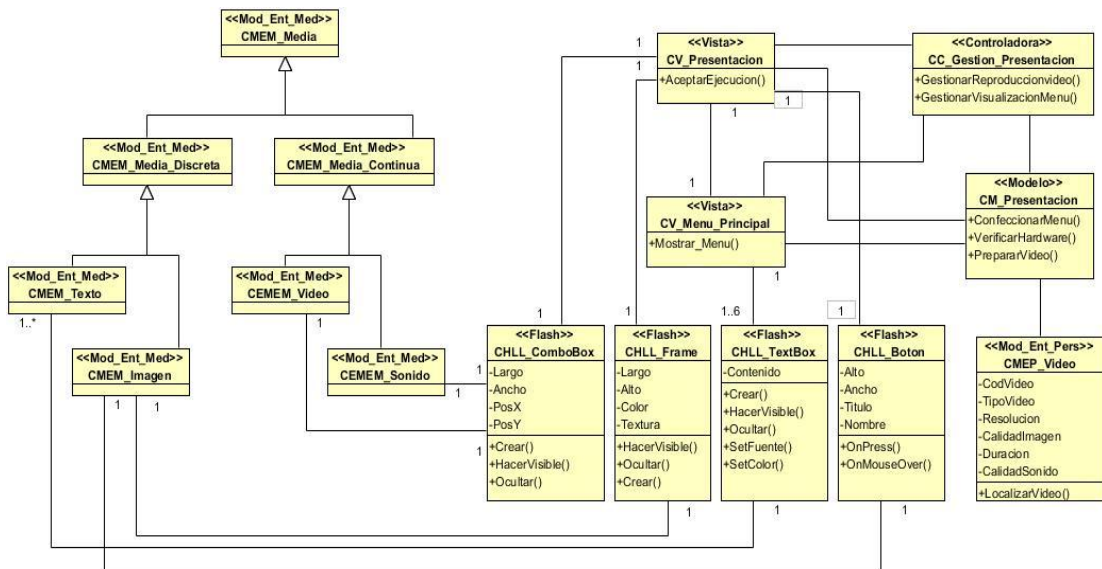 <<Mod_Ent_Med>>
CMEM_Media
<<Mod_Ent_Med>>
CMEM_Media_Discreta
<<Mod_Ent_Med>>
CMEM_Media_Continua
<<Mod_Ent_Med>>
CMEM_Texto
1..*
<<Mod_Ent_Med>>
CMEM_Imagen
1
1
<<Mod_Ent_Med>>
CEMEM_Video
1
<<Mod_Ent_Med>>
CEMEM_Sonido
1
1
1
1
1
<<Vista>>
CV_Presentacion
+AceptarEjecucion()
1
1
<<Controladora>>
CC_Gestion_Presentacion
+GestionarReproduccionvideo()
+GestionarVisualizacionMenu()
1
<<Vista>>
CV_Menu_Principal
+Mostrar_Menu()
1
<<Modelo>>
CM_Presentacion
+ConfeccionarMenu()
+VerificarHardware()
+PrepararVideo()
1
1
1..6
1
<<Flash>>
CHLL_ComboBox
-Largo
-Ancho
-PosX
-PosY
+Crear()
+HacerVisible()
+Ocultar()
<<Flash>>
CHLL_Frame
-Largo
-Alto
-Color
-Textura
+HacerVisible()
+Ocultar()
+Crear()
1
<<Flash>>
CHLL_TextBox
-Contenido
+Crear()
+HacerVisible()
+Ocultar()
+SetFuente()
+SetColor()
1
<<Flash>>
CHLL_Boton
-Alto
-Ancho
-Titulo
-Nombre
+OnPress()
+OnMouseOver()
1
<<Mod_Ent_Pers>>
CMEP_Video
-CodVideo
-TipoVideo
-Resolucion
-CalidadImagen
-Duracion
-CalidadSonido
+LocalizarVideo()